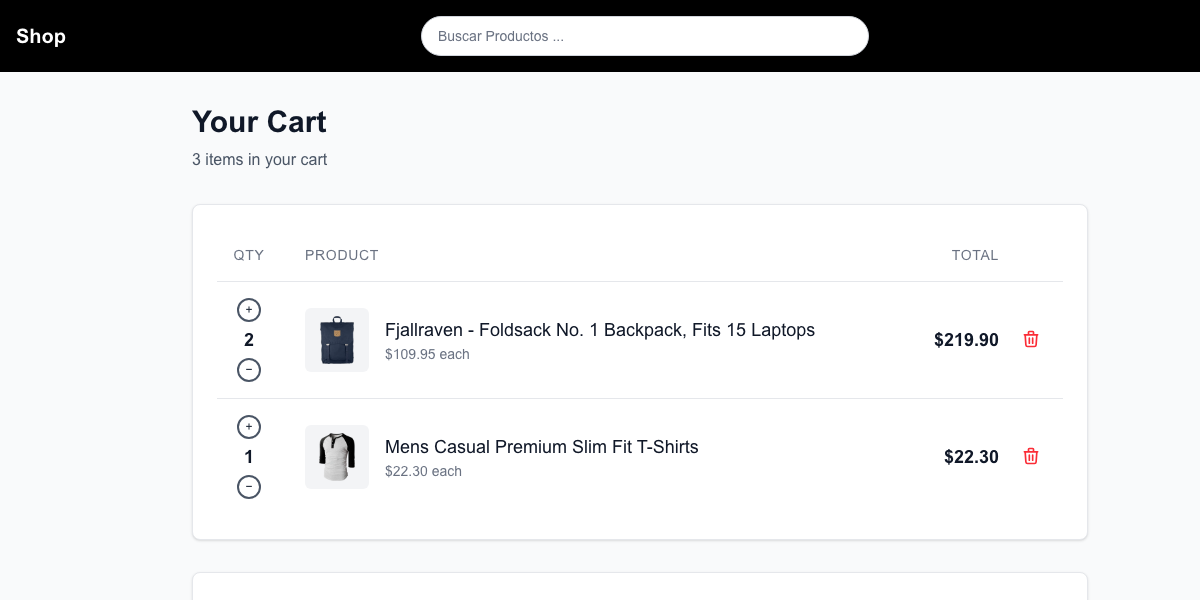 Shop
Buscar Productos ...
Your Cart
3 items in your cart
QTY PRODUCT TOTAL
+
2
−
Fjallraven - Foldsack No. 1 Backpack, Fits 15 Laptops
$109.95 each
$219.90
+
1
−
Mens Casual Premium Slim Fit T-Shirts
$22.30 each
$22.30